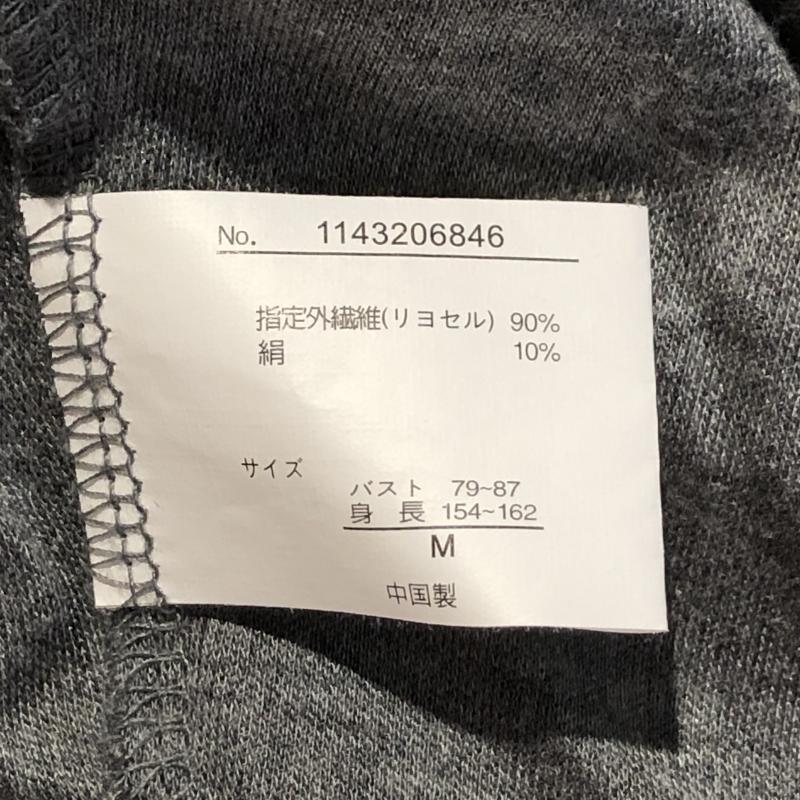 No. 1143206846
指定外繊維(リヨセル) 90%
絹 10%
サイズ
バスト 79~87
身長 154~162
M
中国製